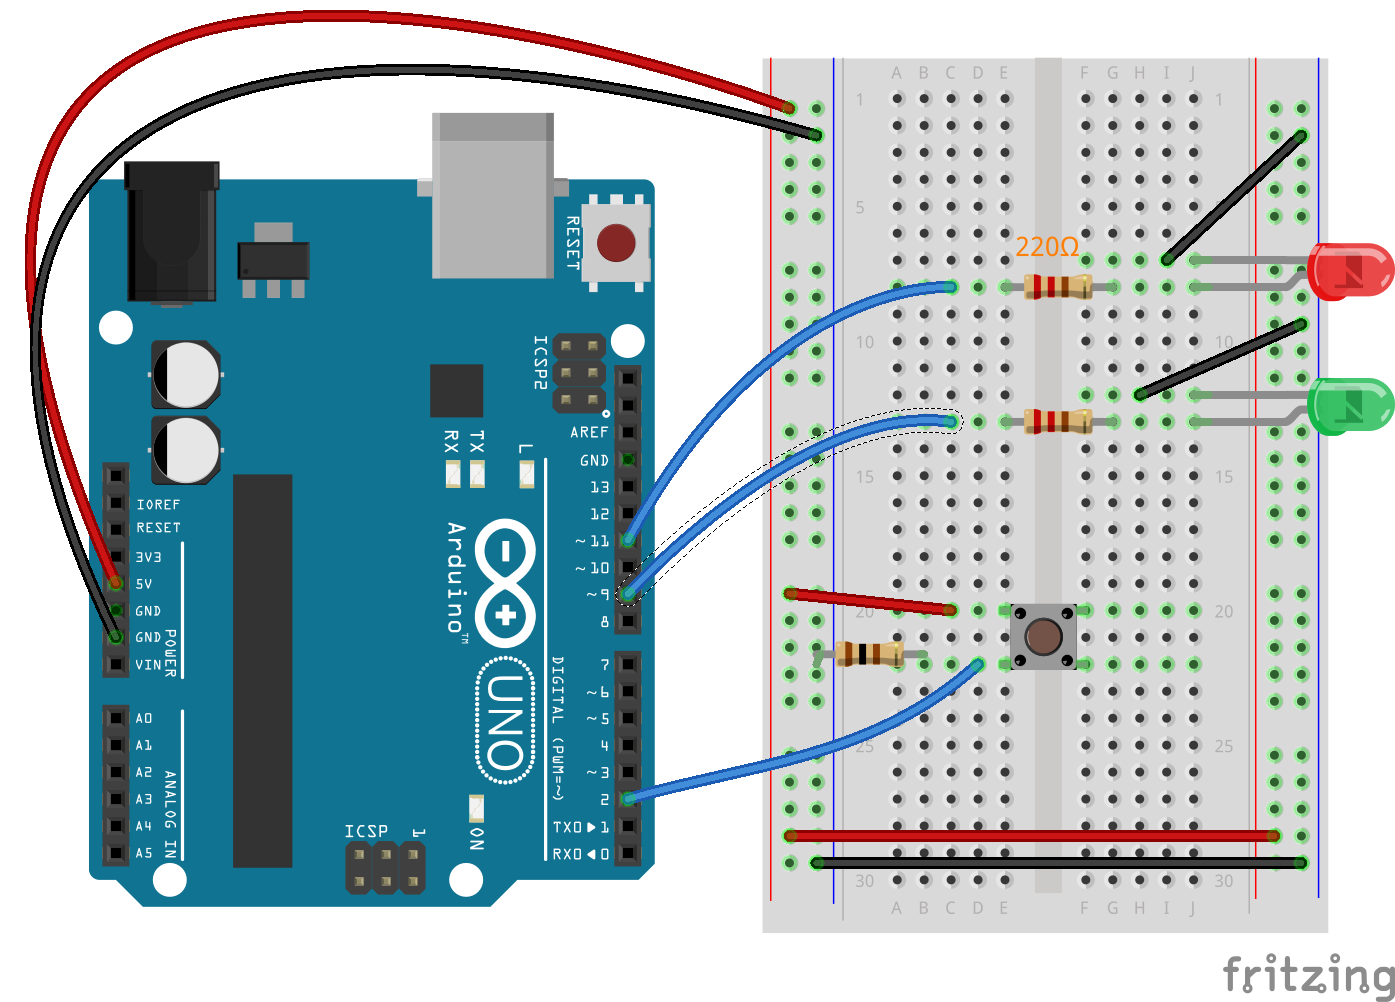 RESET
ICSP2
AREF
GND
13
12
~11
~10
~9
8
7
~6
~5
4
~3
2
TX0▶1
RX0◀0
DIGITAL (PWM=~)
RX
TX
L
Arduino™
UNO
ON
ICSP
1
IOREF
RESET
3V3
5V
GND
GND
VIN
POWER
A0
A1
A2
A3
A4
A5
ANALOG IN
A B C D E F G H I J
1 1
5
220Ω
10 10
15 15
20 20
25 25
30 30
A B C D E F G H I J
fritzing